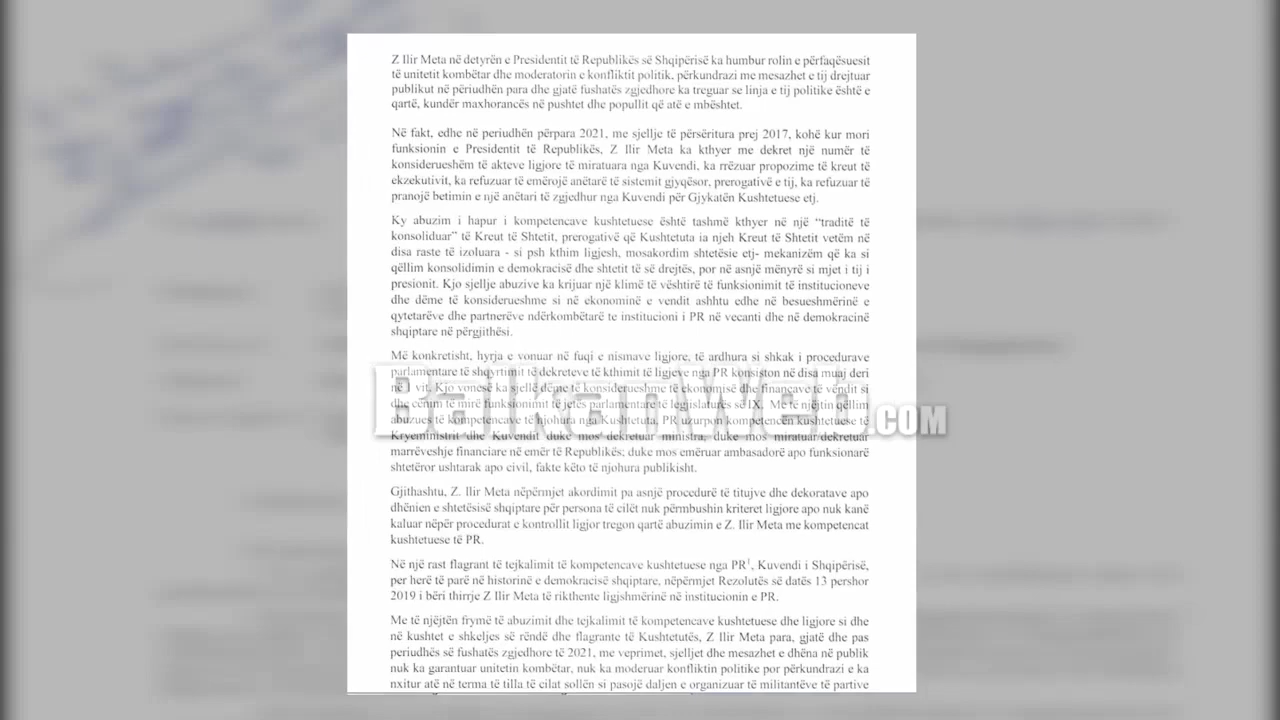 Z Ilir Meta në detyrën e Presidentit të Republikës së Shqipërisë ka humbur rolin e përfaqësuesit
të unitetit kombëtar dhe moderatorin e konfliktit politik, përkundrazi me mesazhet e tij drejtuar
publikut në përiudhën para dhe gjatë fushatës zgjedhore ka treguar se linja e tij politike është e
qartë, kundër maxhorancës në pushtet dhe popullit që atë e mbështet.
Në fakt, edhe në periudhën përpara 2021, me sjellje të përsëritura prej 2017, kohë kur mori
funksionin e Presidentit të Republikës, Z Ilir Meta ka kthyer me dekret një numër të
konsiderueshëm të akteve ligjore të miratuara nga Kuvendi, ka rrëzuar propozime të kreut të
ekzekutivit, ka refuzuar të emërojë anëtarë të sistemit gjyqësor, prerogativë e tij, ka refuzuar të
pranojë betimin e një anëtari të zgjedhur nga Kuvendi për Gjykatën Kushtetuese etj.
Ky abuzim i hapur i kompetencave kushtetuese është tashmë kthyer në një “traditë të
konsoliduar” të Kreut të Shtetit, prerogativë që Kushtetuta ia njeh Kreut të Shtetit vetëm në
disa raste të izoluara - si psh kthim ligjesh, mosakordim shtetësie etj- mekanizëm që ka si
qëllim konsolidimin e demokracisë dhe shtetit të së drejtës, por në asnjë mënyrë si mjet i tij i
presionit. Kjo sjellje abuzive ka krijuar një klimë të vështirë të funksionimit të institucioneve
dhe dëme të konsiderueshme si në ekonominë e vendit ashtu edhe në besueshmërinë e
qytetarëve dhe partnerëve ndërkombëtarë te institucioni i PR në vecanti dhe në demokracinë
shqiptare në përgjithësi.
Më konkretisht, hyrja e vonuar në fuqi e nismave ligjore, të ardhura si shkak i procedurave
parlamentare të shqyrtimit të dekreteve të kthimit të ligjeve nga PR konsiston në disa muaj deri
në 1 vit. Kjo vonesë ka sjellë dëme të konsiderueshme të ekonomisë dhe financave të vendit si
dhe cënim të mirë funksionimit të jetës parlamentare të legjislaturës së IX. Me të njëjtin qëllim
abuzues të kompetencave të njohura nga Kushtetuta, PR uzurpon kompetencën kushtetuese të
Kryeministrit dhe Kuvendit duke mos dekretuar ministra, duke mos miratuar/dekretuar
marrëveshje financiare në emër të Republikës; duke mos emëruar ambasadorë apo funksionarë
shtetëror ushtarak apo civil, fakte këto të njohura publikisht.
BalkanWeb.COM
Gjithashtu, Z. Ilir Meta nëpërmjet akordimit pa asnjë procedurë të titujve dhe dekoratave apo
dhënien e shtetësisë shqiptare për persona të cilët nuk përmbushin kriteret ligjore apo nuk kanë
kaluar nëpër procedurat e kontrollit ligjor tregon qartë abuzimin e Z. Ilir Meta me kompetencat
kushtetuese të PR.
Në një rast flagrant të tejkalimit të kompetencave kushtetuese nga PR¹, Kuvendi i Shqipërisë,
per herë të parë në historinë e demokracisë shqiptare, nëpërmjet Rezolutës së datës 13 pershor
2019 i bëri thirrje Z Ilir Meta të rikthente ligjshmërinë në institucionin e PR.
Me të njëjtën frymë të abuzimit dhe tejkalimit të kompetencave kushtetuese dhe ligjore si dhe
në kushtet e shkeljes së rëndë dhe flagrante të Kushtetutës, Z Ilir Meta para, gjatë dhe pas
periudhës së fushatës zgjedhore të 2021, me veprimet, sjelljet dhe mesazhet e dhëna në publik
nuk ka garantuar unitetin kombëtar, nuk ka moderuar konfliktin politike por përkundrazi e ka
nxitur atë në terma të tilla të cilat sollën si pasojë daljen e organizuar të militantëve të partive